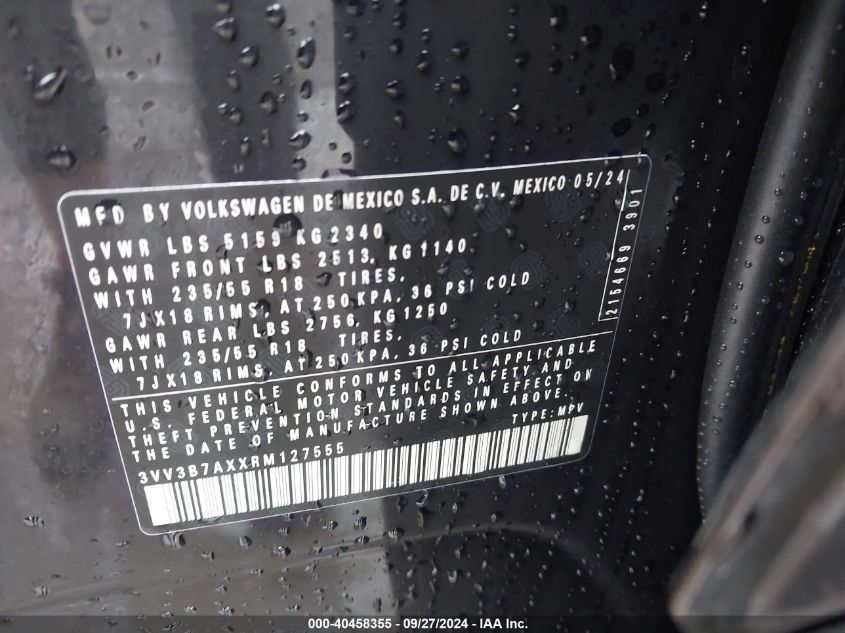 MFD BY VOLKSWAGEN DE MEXICO S.A. DE C.V. MEXICO 05/24
GVWR LBS 5159 KG2340
GAWR FRONT LBS 2513, KG1140
WITH 235/55 R18 TIRES,
7JX18 RIMS, AT 250 KPA, 36 PSI COLD
GAWR REAR LBS 2756, KG1250
WITH 235/55 R18 TIRES,
7JX18 RIMS, AT 250 KPA, 36 PSI COLD
2154669 3901
THIS VEHICLE CONFORMS TO ALL APPLICABLE
U.S. FEDERAL MOTOR VEHICLE SAFETY AND
THEFT PREVENTION STANDARDS IN EFFECT ON
THE DATE OF MANUFACTURE SHOWN ABOVE.
3VV3B7AXXRM127555 TYPE: MPV
000-40458355 - 09/27/2024 - IAA Inc.